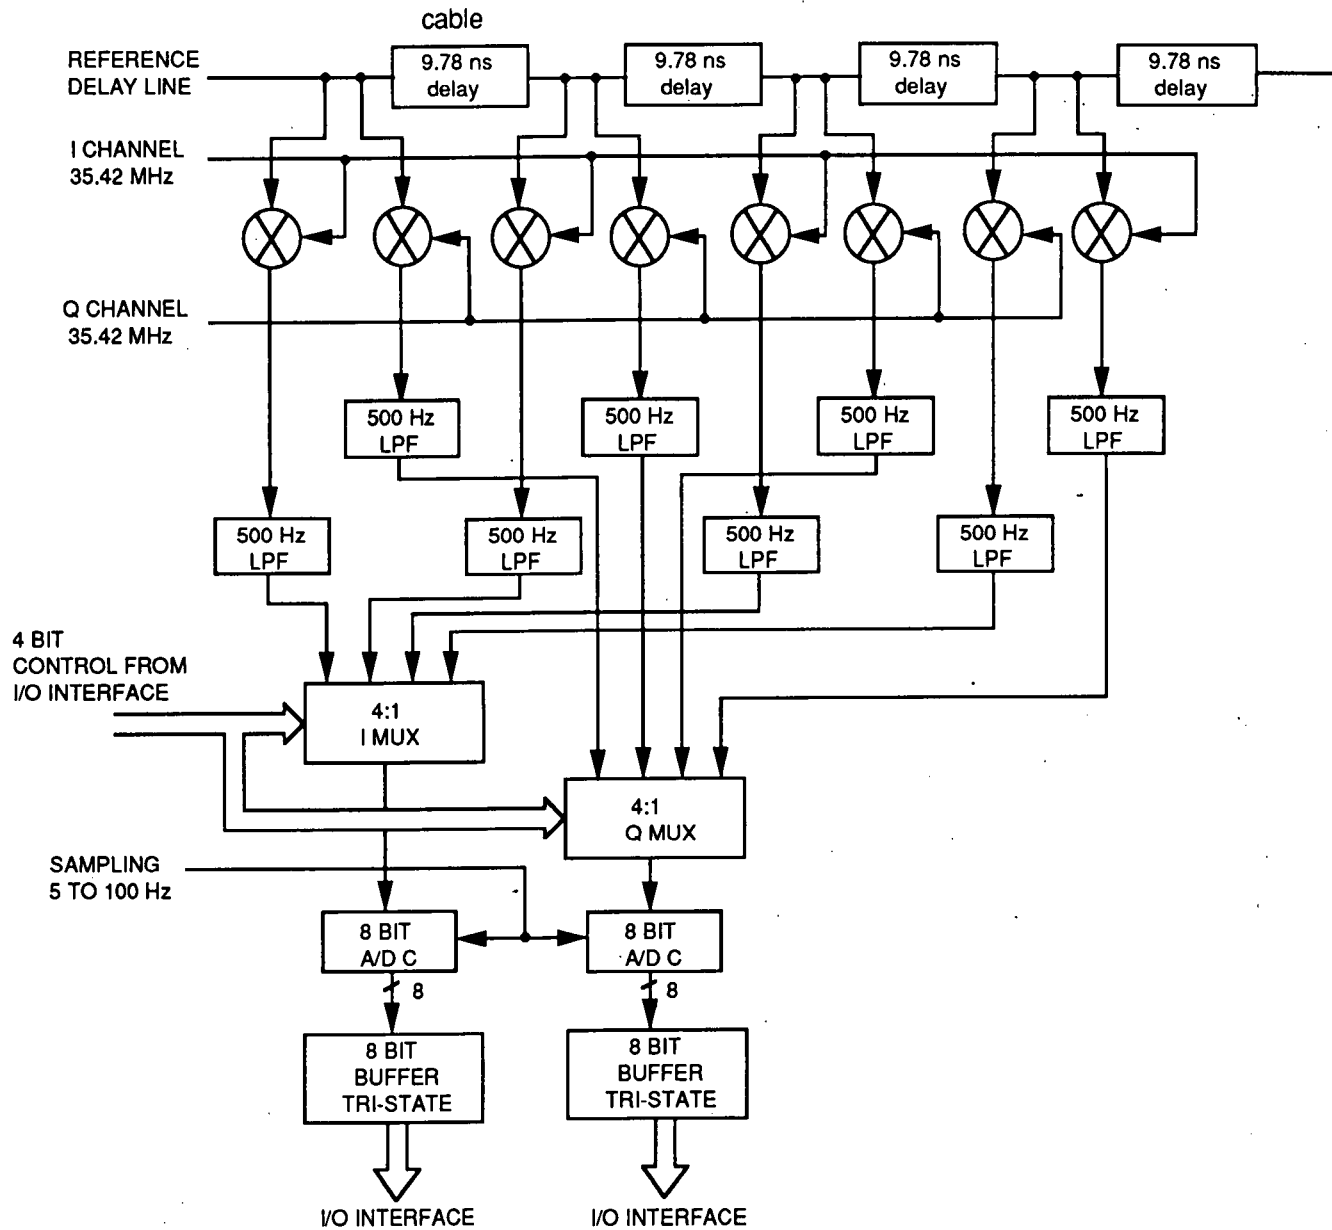 cable
REFERENCE
DELAY LINE
9.78 ns
delay
9.78 ns
delay
9.78 ns
delay
9.78 ns
delay
I CHANNEL
35.42 MHz
Q CHANNEL
35.42 MHz
500 Hz
LPF
500 Hz
LPF
500 Hz
LPF
500 Hz
LPF
500 Hz
LPF
500 Hz
LPF
500 Hz
LPF
500 Hz
LPF
4 BIT
CONTROL FROM
I/O INTERFACE
4:1
I MUX
4:1
Q MUX
SAMPLING
5 TO 100 Hz
8 BIT
A/D C
8 BIT
A/D C
8
8
8 BIT
BUFFER
TRI-STATE
8 BIT
BUFFER
TRI-STATE
I/O INTERFACE
I/O INTERFACE